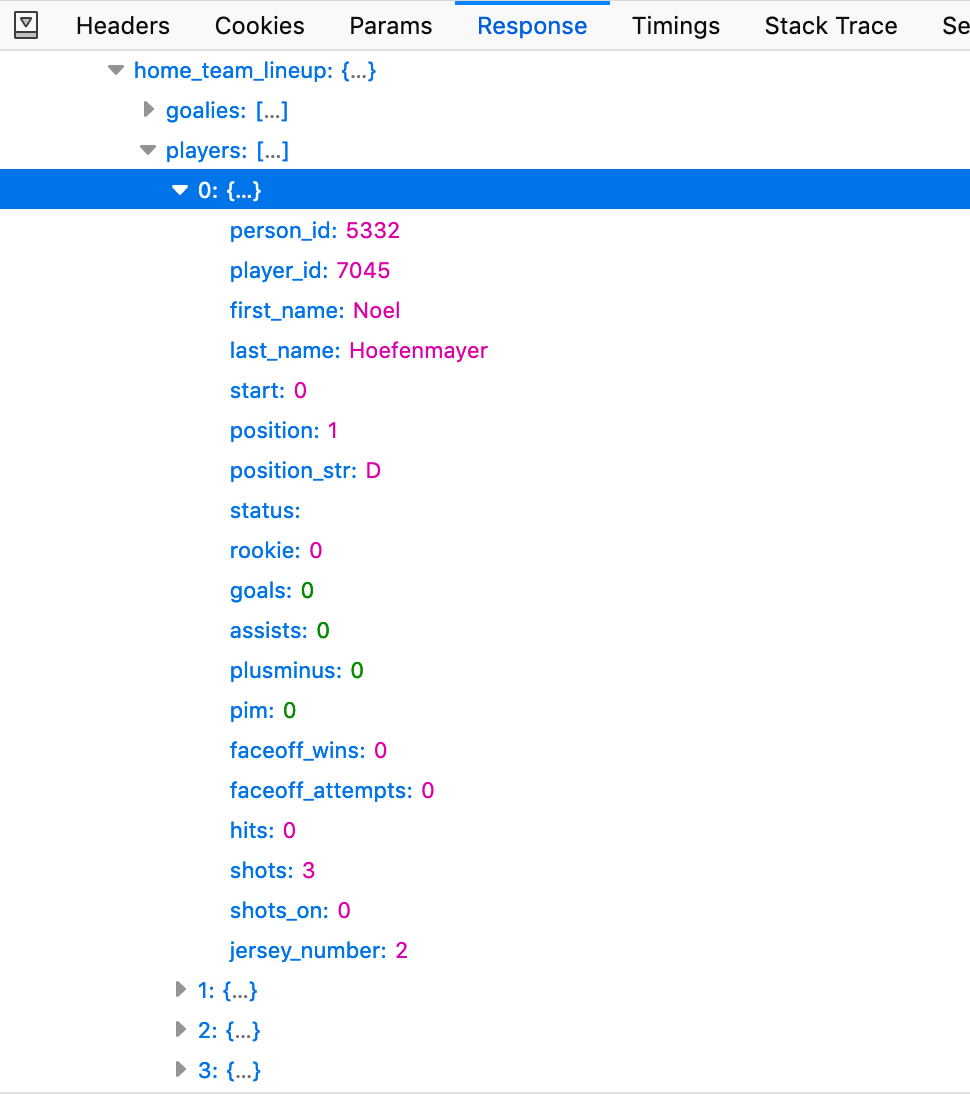 Headers Cookies Params Response Timings Stack Trace Se
home_team_lineup: {…}
goalies: […]
players: […]
0: {…}
person_id: 5332
player_id: 7045
first_name: Noel
last_name: Hoefenmayer
start: 0
position: 1
position_str: D
status:
rookie: 0
goals: 0
assists: 0
plusminus: 0
pim: 0
faceoff_wins: 0
faceoff_attempts: 0
hits: 0
shots: 3
shots_on: 0
jersey_number: 2
1: {…}
2: {…}
3: {…}